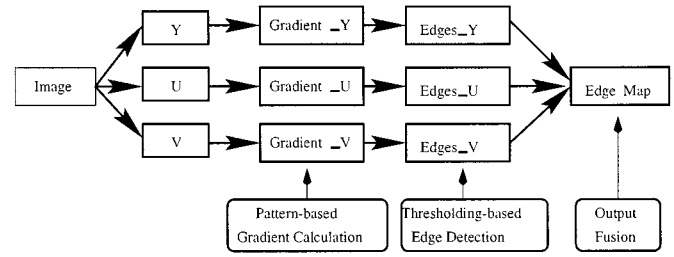 Y
Gradient _Y
Edges_Y
Image
U
Gradient _U
Edges_U
Edge Map
V
Gradient _V
Edges_V
Pattern-based
Gradient Calculation
Thresholding-based
Edge Detection
Output
Fusion